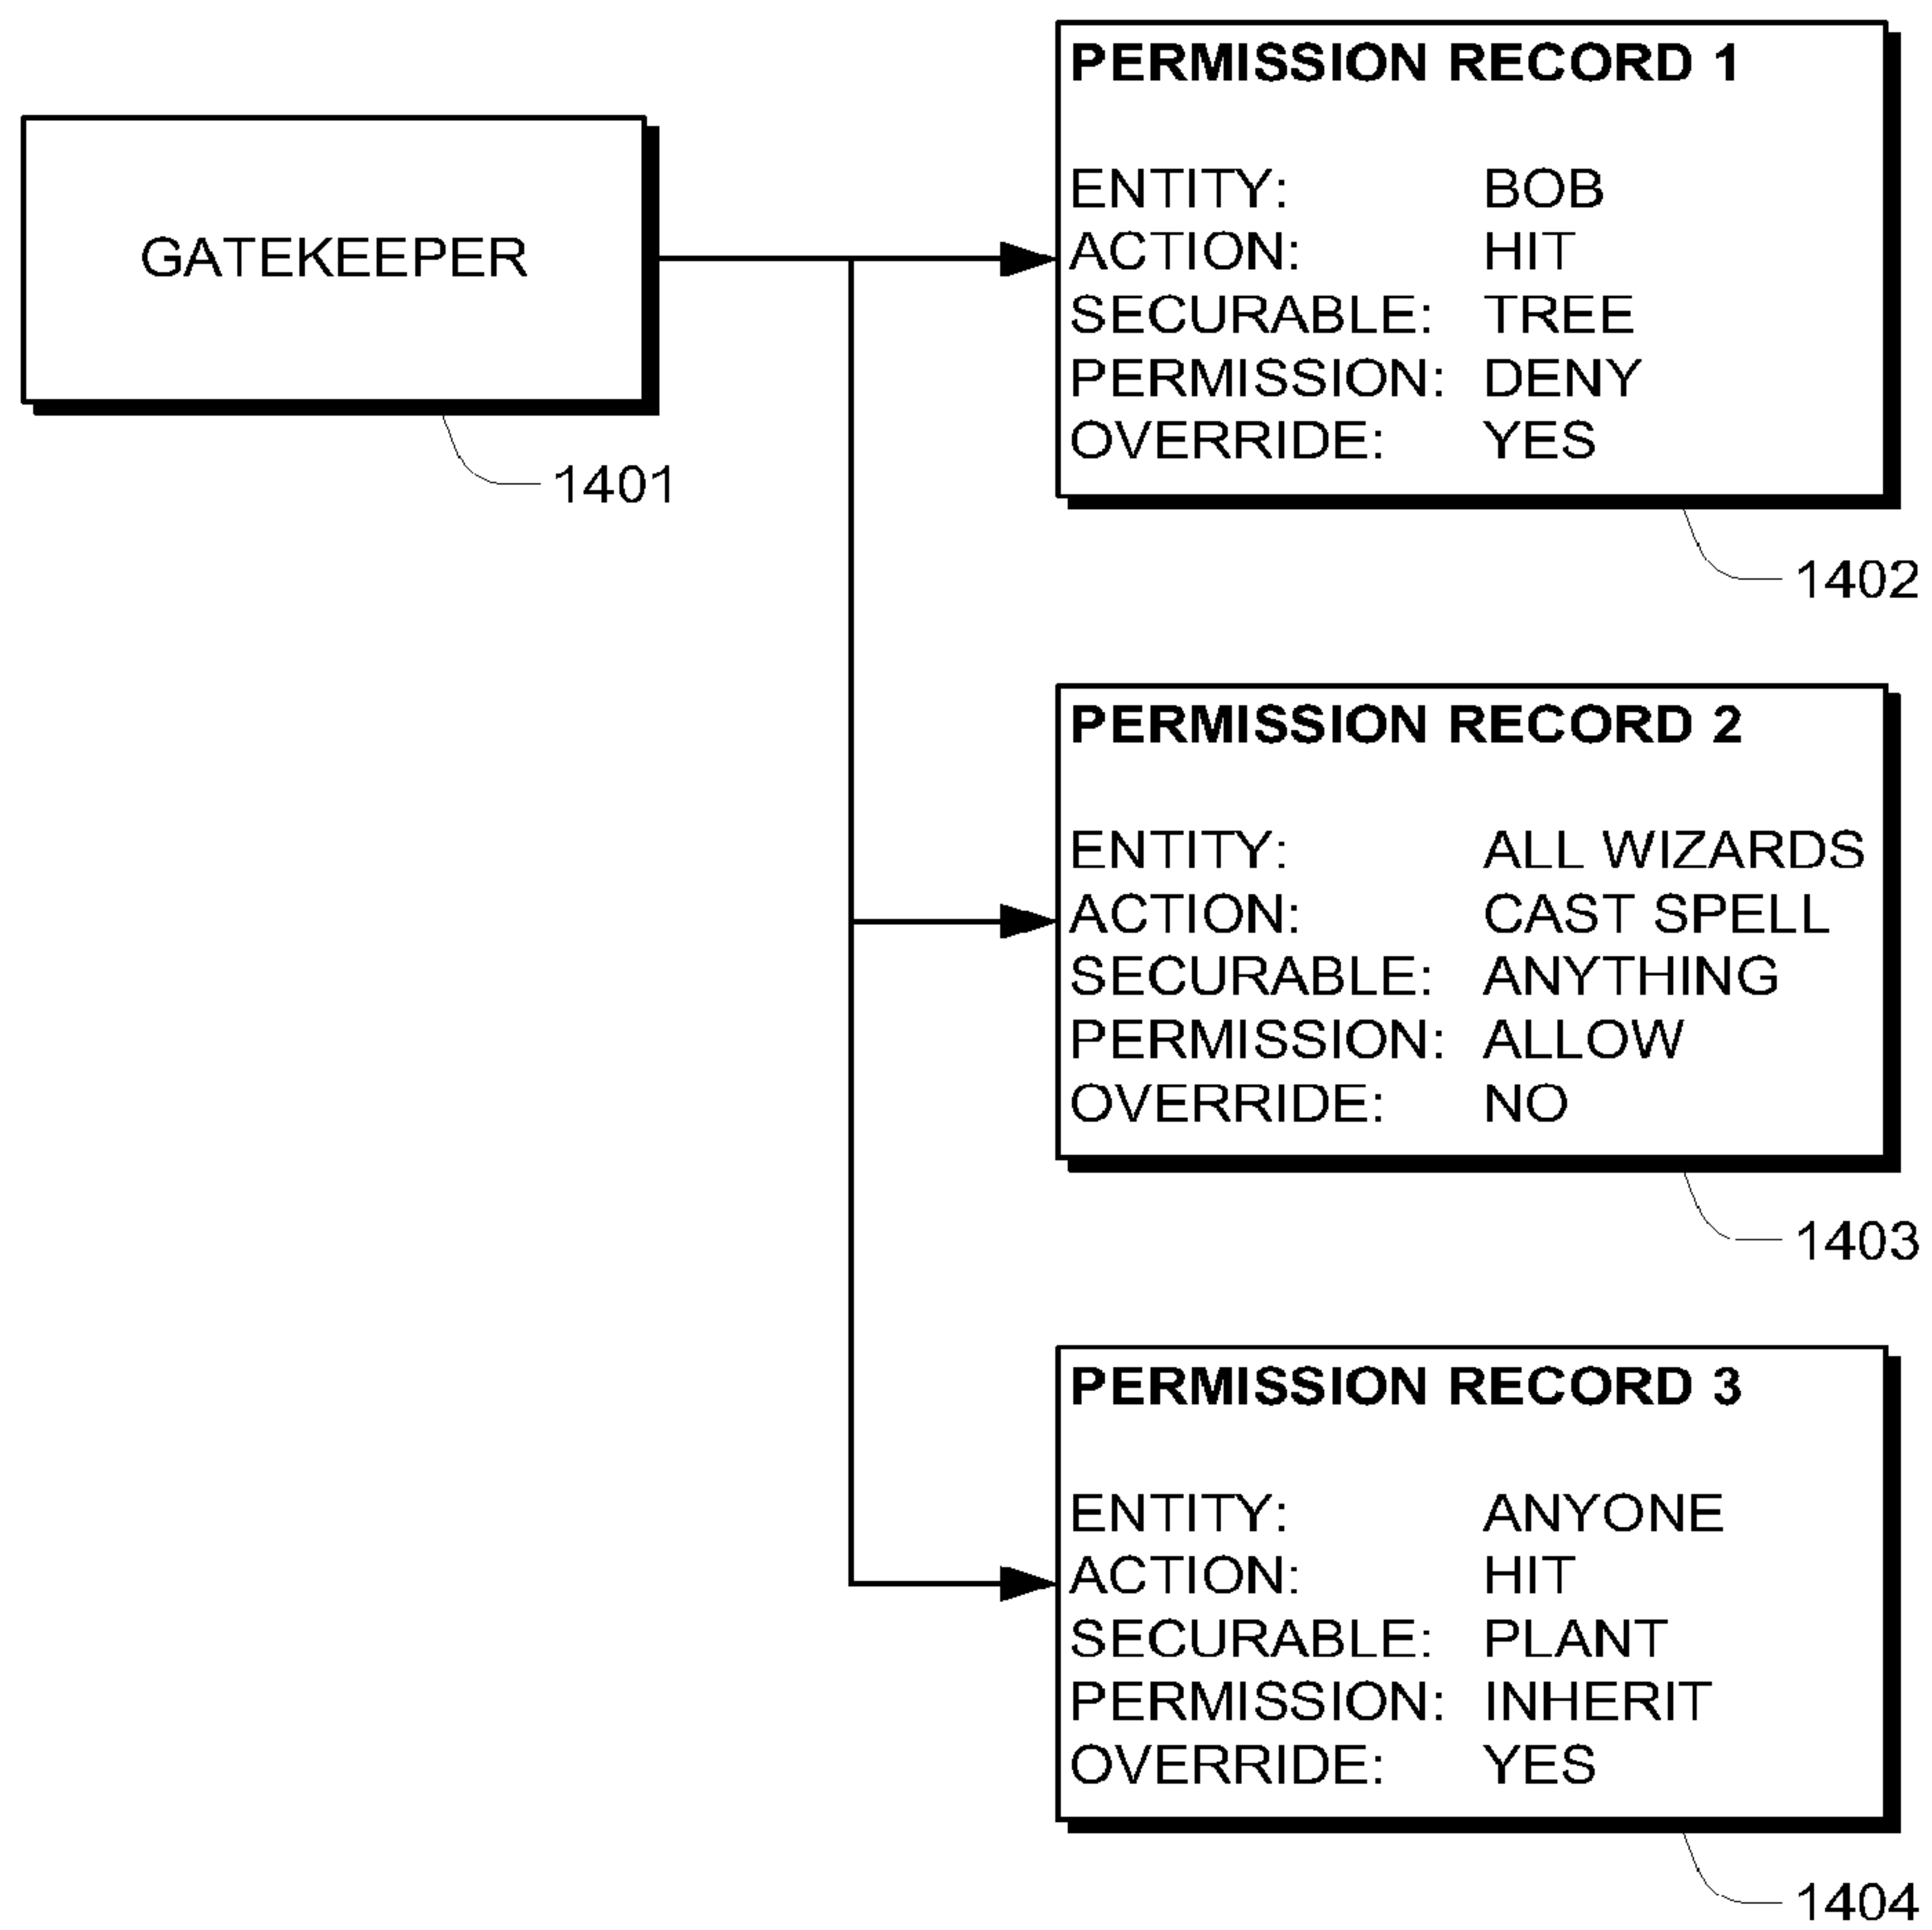 GATEKEEPER
1401
PERMISSION RECORD 1
ENTITY: BOB
ACTION: HIT
SECURABLE: TREE
PERMISSION: DENY
OVERRIDE: YES
1402
PERMISSION RECORD 2
ENTITY: ALL WIZARDS
ACTION: CAST SPELL
SECURABLE: ANYTHING
PERMISSION: ALLOW
OVERRIDE: NO
1403
PERMISSION RECORD 3
ENTITY: ANYONE
ACTION: HIT
SECURABLE: PLANT
PERMISSION: INHERIT
OVERRIDE: YES
1404